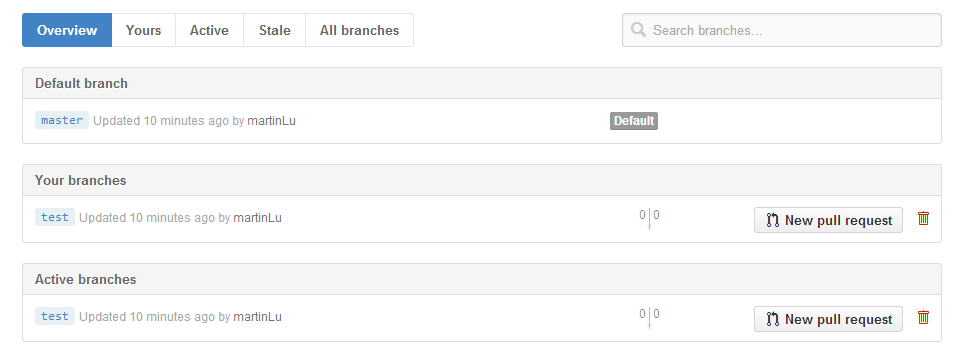 Overview Yours Active Stale All branches Search branches...
Default branch
master Updated 10 minutes ago by martinLu Default
Your branches
test Updated 10 minutes ago by martinLu 0 0 New pull request
Active branches
test Updated 10 minutes ago by martinLu 0 0 New pull request